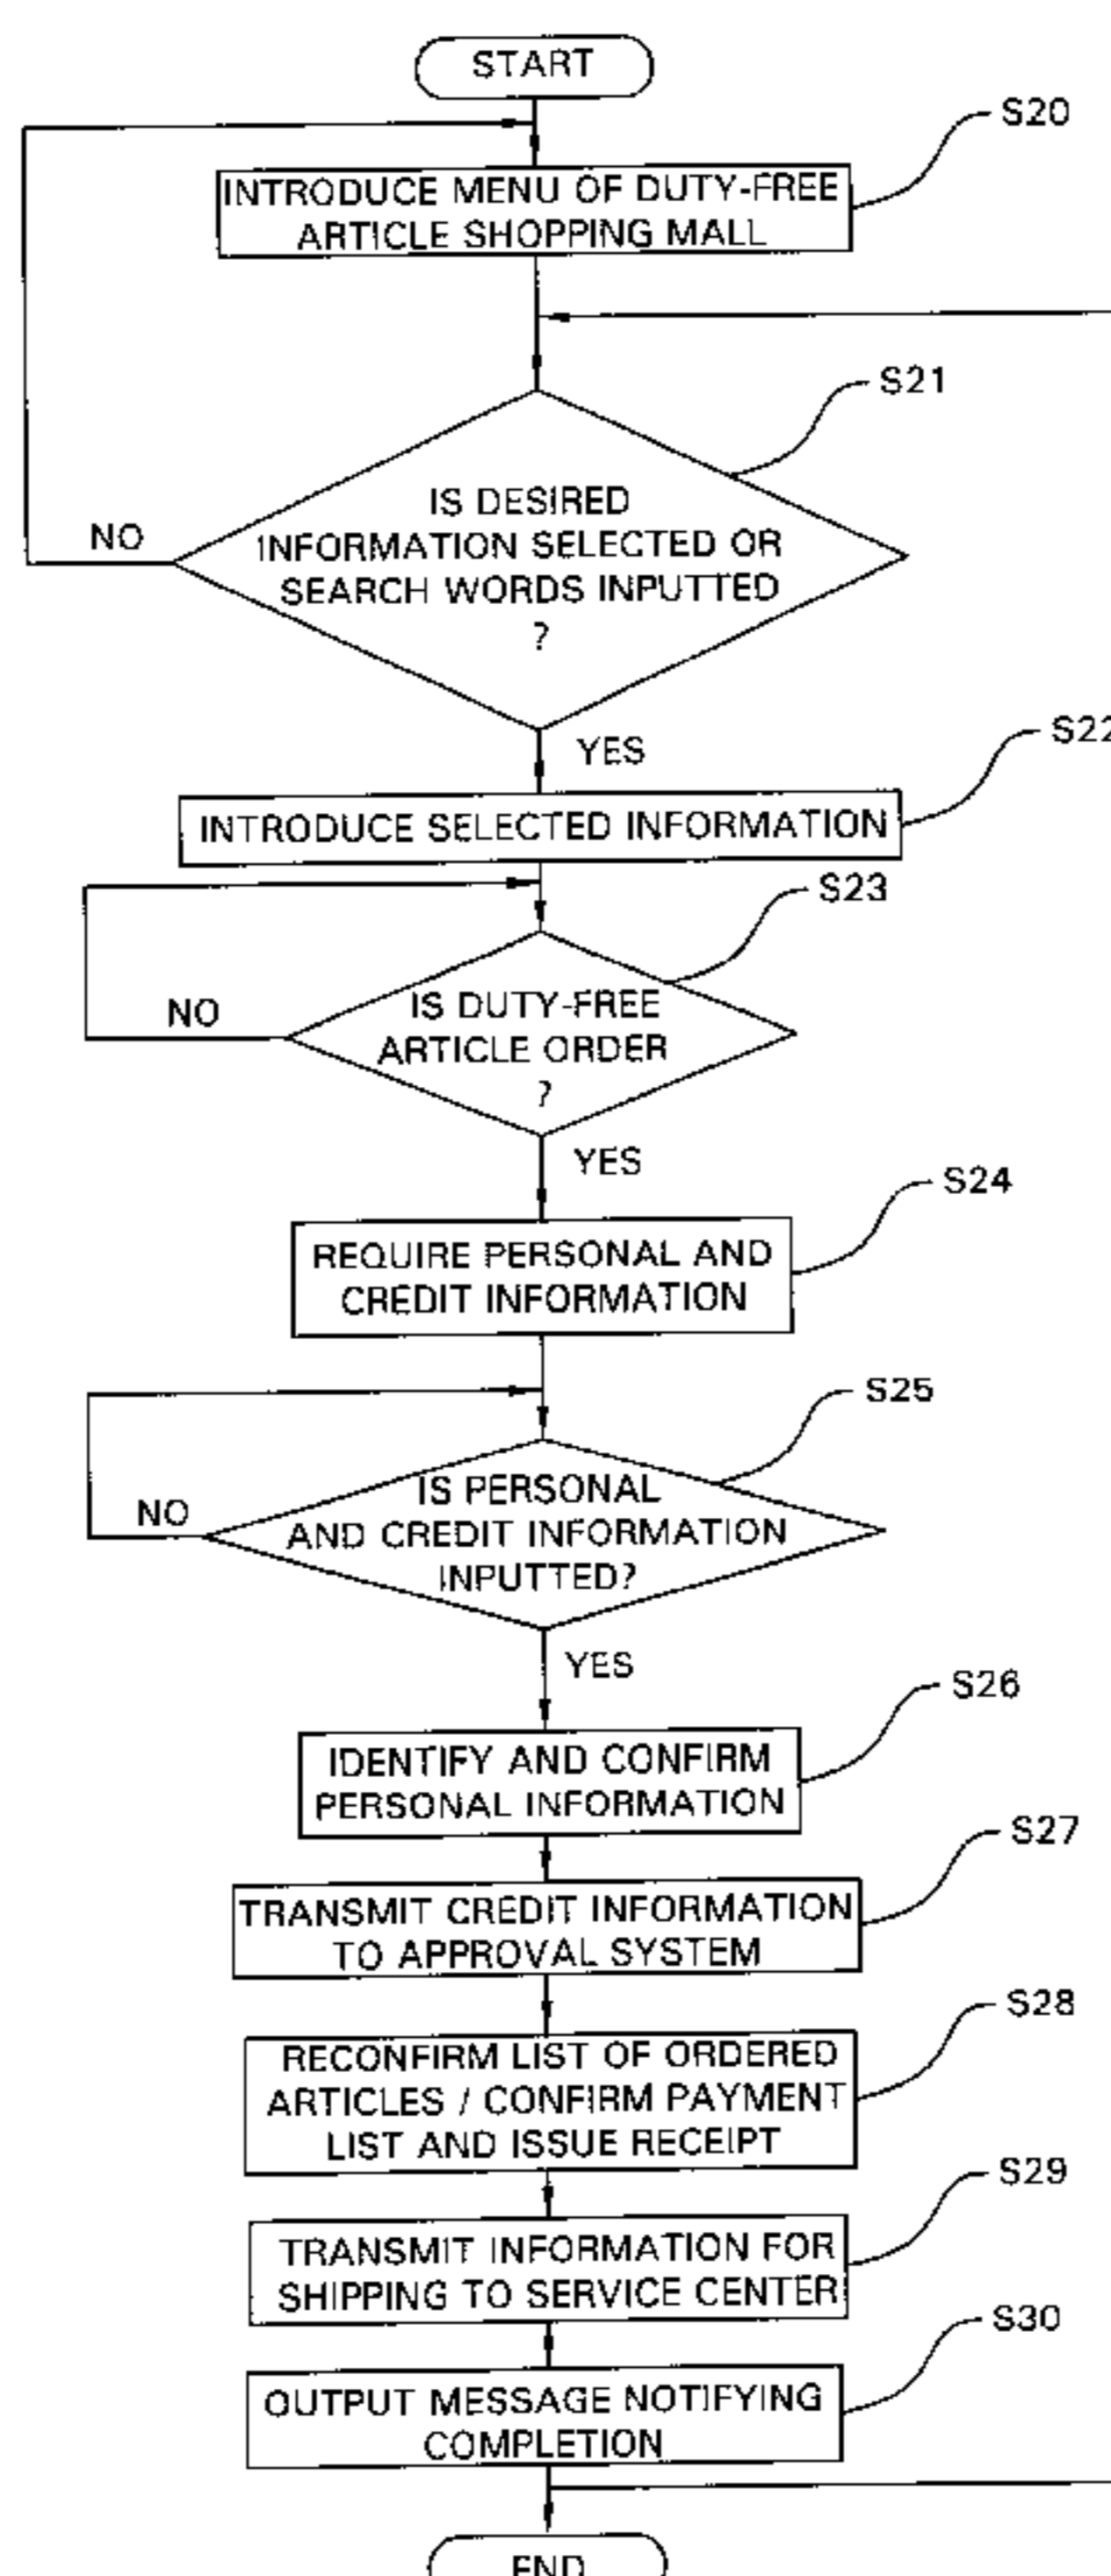 START
S20
INTRODUCE MENU OF DUTY-FREE
ARTICLE SHOPPING MALL
S21
IS DESIRED
INFORMATION SELECTED OR
SEARCH WORDS INPUTTED
?
NO
YES
S22
INTRODUCE SELECTED INFORMATION
S23
IS DUTY-FREE
ARTICLE ORDER
?
NO
YES
S24
REQUIRE PERSONAL AND
CREDIT INFORMATION
S25
IS PERSONAL
AND CREDIT INFORMATION
INPUTTED?
NO
YES
S26
IDENTIFY AND CONFIRM
PERSONAL INFORMATION
S27
TRANSMIT CREDIT INFORMATION
TO APPROVAL SYSTEM
S28
RECONFIRM LIST OF ORDERED
ARTICLES / CONFIRM PAYMENT
LIST AND ISSUE RECEIPT
S29
TRANSMIT INFORMATION FOR
SHIPPING TO SERVICE CENTER
S30
OUTPUT MESSAGE NOTIFYING
COMPLETION
END